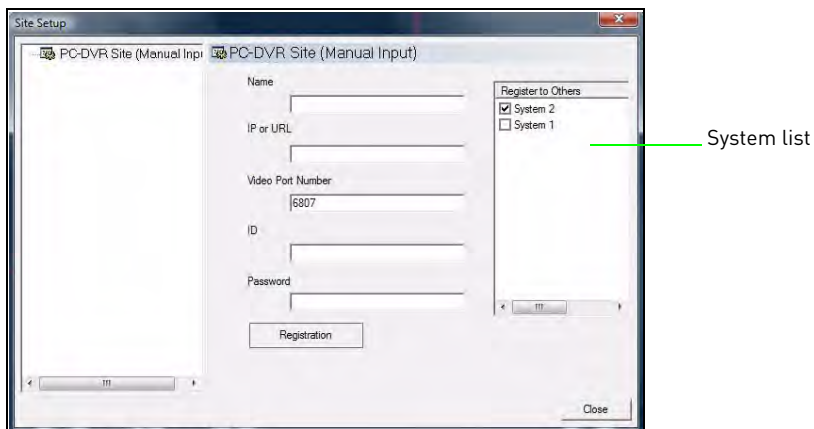 Site Setup
PC-DVR Site (Manual Inpu
PC-DVR Site (Manual Input)
Name
IP or URL
Video Port Number
6807
ID
Password
Registration
Register to Others
System 2
System 1
System list
Close